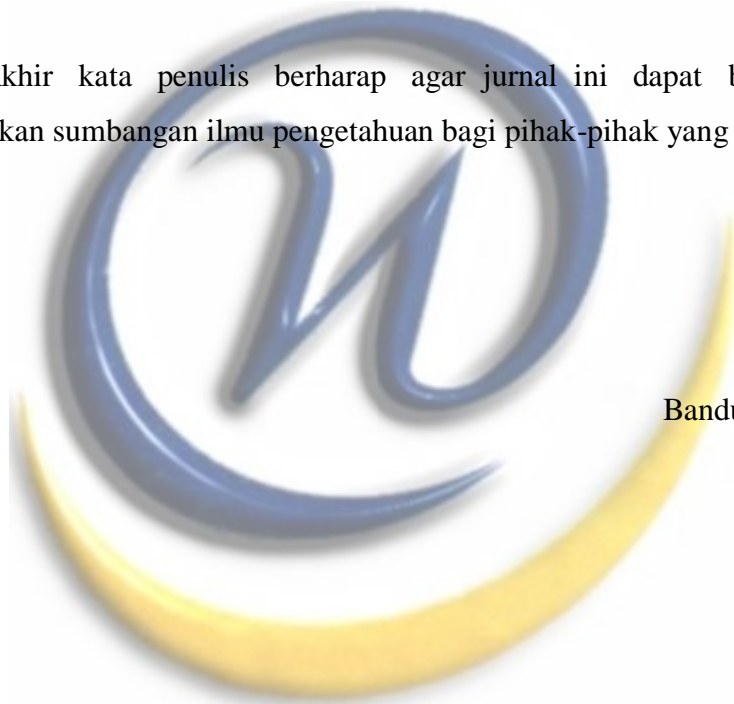 khir kata penulis berharap agar jurnal ini dapat b
kan sumbangan ilmu pengetahuan bagi pihak-pihak yang
Bandu